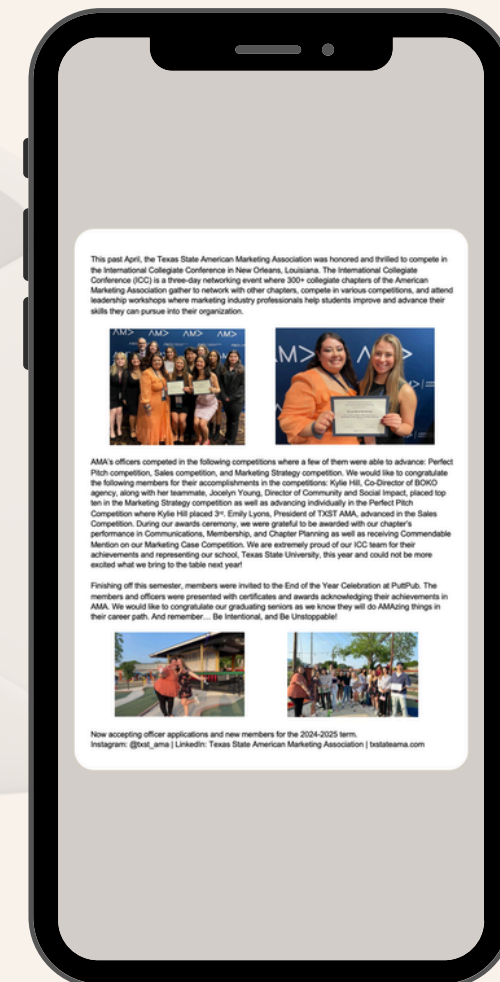 This past April, the Texas State American Marketing Association was honored and thrilled to compete in
the International Collegiate Conference in New Orleans, Louisiana. The International Collegiate
Conference (ICC) is a three-day networking event where 300+ collegiate chapters of the American
Marketing Association gather to network with other chapters, compete in various competitions, and attend
leadership workshops where marketing industry professionals help students improve and advance their
skills they can pursue into their organization.
AMA's officers competed in the following competitions where a few of them were able to advance: Perfect
Pitch competition, Sales competition, and Marketing Strategy competition. We would like to congratulate
the following members for their accomplishments in the competitions: Kylie Hill, Co-Director of BOKO
agency, along with her teammate, Jocelyn Young, Director of Community and Social Impact, placed top
ten in the Marketing Strategy competition as well as advancing individually in the Perfect Pitch
Competition where Kylie Hill placed 3rd. Emily Lyons, President of TXST AMA, advanced in the Sales
Competition. During our awards ceremony, we were grateful to be awarded with our chapter's
performance in Communications, Membership, and Chapter Planning as well as receiving Commendable
Mention on our Marketing Case Competition. We are extremely proud of our ICC team for their
achievements and representing our school, Texas State University, this year and could not be more
excited what we bring to the table next year!
Finishing off this semester, members were invited to the End of the Year Celebration at PuttPub. The
members and officers were presented with certificates and awards acknowledging their achievements in
AMA. We would like to congratulate our graduating seniors as we know they will do AMAzing things in
their career path. And remember… Be Intentional, and Be Unstoppable!
Now accepting officer applications and new members for the 2024-2025 term.
Instagram: @txst_ama | LinkedIn: Texas State American Marketing Association | txstateama.com